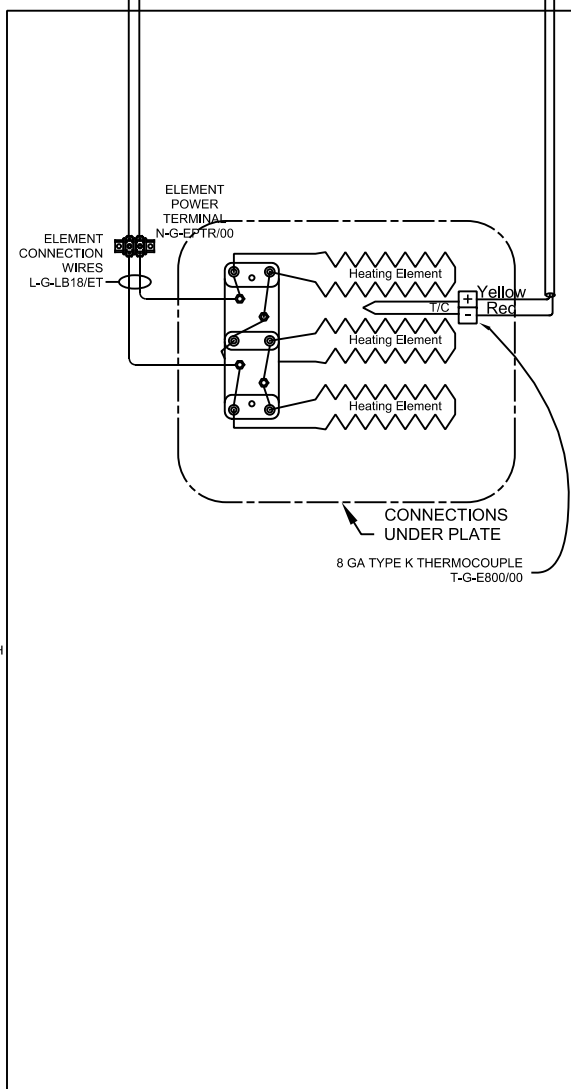 ELEMENT
POWER
TERMINAL
N-G-EPTR/00
ELEMENT
CONNECTION
WIRES
L-G-LB18/ET
Heating Element
+ Yellow
T/C
- Red
Heating Element
Heating Element
CONNECTIONS
UNDER PLATE
8 GA TYPE K THERMOCOUPLE
T-G-E800/00
H